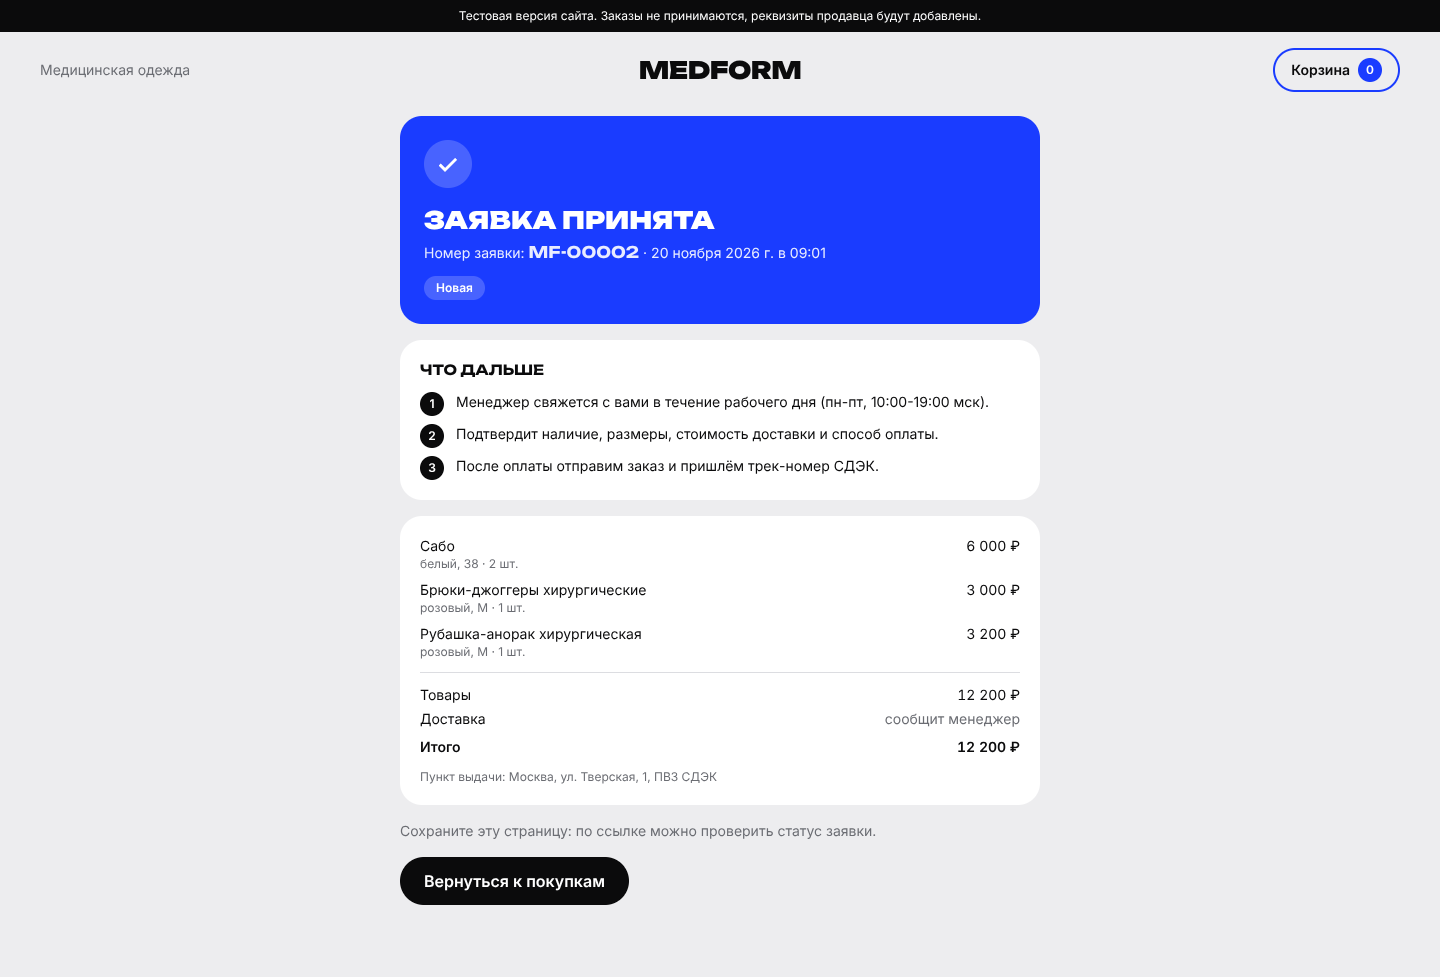 Тестовая версия сайта. Заказы не принимаются, реквизиты продавца будут добавлены.
Медицинская одежда
MEDFORM
Корзина 0
ЗАЯВКА ПРИНЯТА
Номер заявки: MF-00002 · 20 ноября 2026 г. в 09:01
Новая
ЧТО ДАЛЬШЕ
1 Менеджер свяжется с вами в течение рабочего дня (пн-пт, 10:00-19:00 мск).
2 Подтвердит наличие, размеры, стоимость доставки и способ оплаты.
3 После оплаты отправим заказ и пришлём трек-номер СДЭК.
Сабо 6 000 ₽
белый, 38 · 2 шт.
Брюки-джоггеры хирургические 3 000 ₽
розовый, M · 1 шт.
Рубашка-анорак хирургическая 3 200 ₽
розовый, M · 1 шт.
Товары 12 200 ₽
Доставка сообщит менеджер
Итого 12 200 ₽
Пункт выдачи: Москва, ул. Тверская, 1, ПВЗ СДЭК
Сохраните эту страницу: по ссылке можно проверить статус заявки.
Вернуться к покупкам